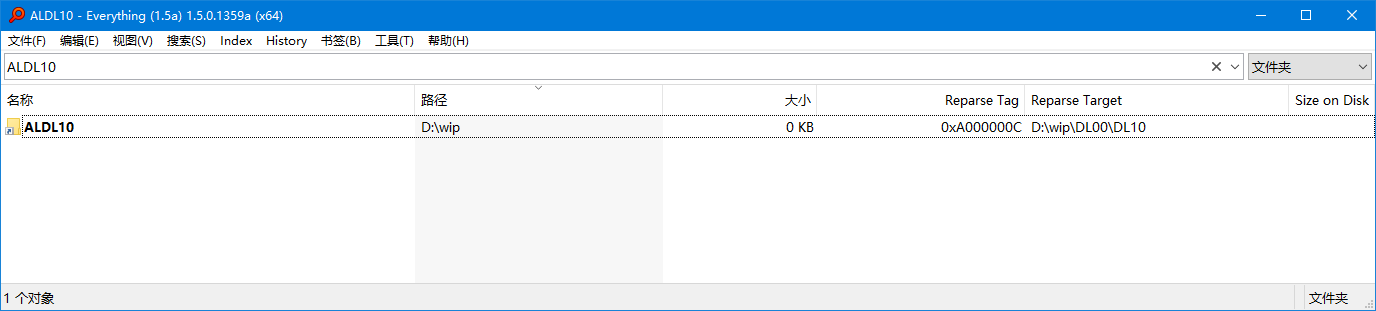 ALDL10 - Everything (1.5a) 1.5.0.1359a (x64)
文件(F) 编辑(E) 视图(V) 搜索(S) Index History 书签(B) 工具(T) 帮助(H)
ALDL10 文件夹
名称 路径 大小 Reparse Tag Reparse Target Size on Disk
ALDL10 D:\wip 0 KB 0xA000000C D:\wip\DL00\DL10
1 个对象 文件夹